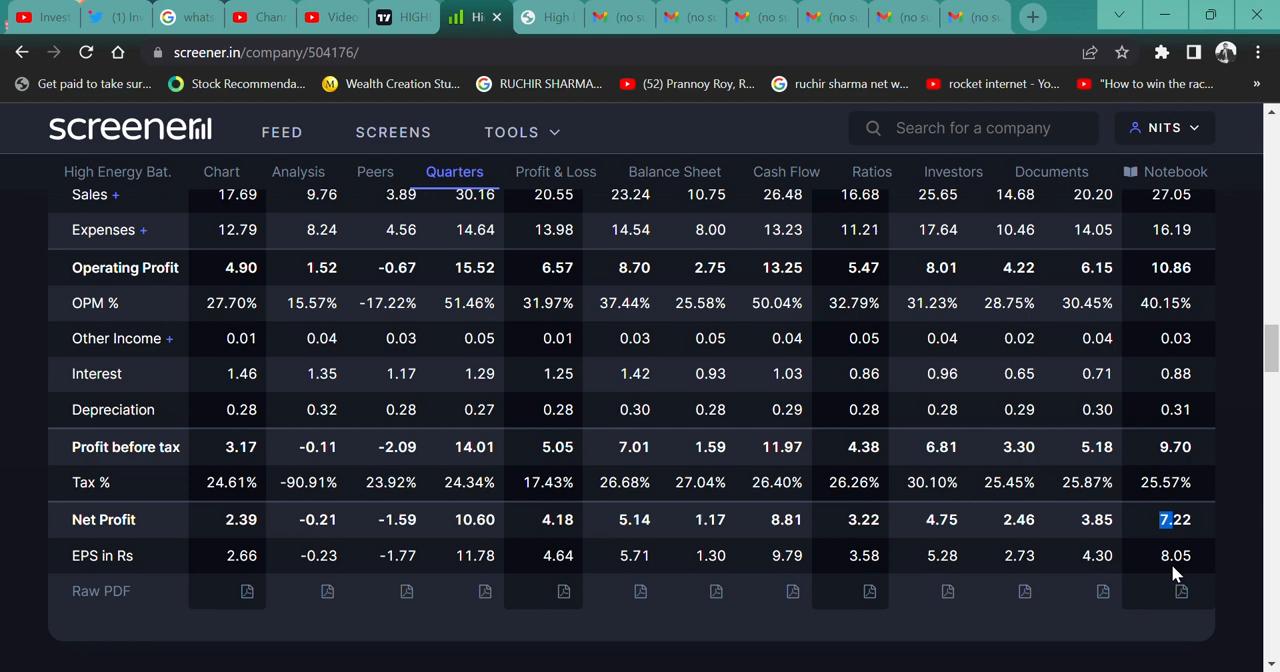 Invest (1) Inv whats Chann Video HIGHL Hi High (no su (no su (no su (no su (no su (no su
screener.in/company/504176/
Get paid to take sur... Stock Recommenda... Wealth Creation Stu... RUCHIR SHARMA... (52) Prannoy Roy, R... ruchir sharma net w... rocket internet - Yo... "How to win the rac... »
screener FEED SCREENS TOOLS Search for a company NITS
High Energy Bat. Chart Analysis Peers Quarters Profit & Loss Balance Sheet Cash Flow Ratios Investors Documents Notebook
Sales + 17.69 9.76 3.89 30.16 20.55 23.24 10.75 26.48 16.68 25.65 14.68 20.20 27.05
Expenses + 12.79 8.24 4.56 14.64 13.98 14.54 8.00 13.23 11.21 17.64 10.46 14.05 16.19
Operating Profit 4.90 1.52 -0.67 15.52 6.57 8.70 2.75 13.25 5.47 8.01 4.22 6.15 10.86
OPM % 27.70% 15.57% -17.22% 51.46% 31.97% 37.44% 25.58% 50.04% 32.79% 31.23% 28.75% 30.45% 40.15%
Other Income + 0.01 0.04 0.03 0.05 0.01 0.03 0.05 0.04 0.05 0.04 0.02 0.04 0.03
Interest 1.46 1.35 1.17 1.29 1.25 1.42 0.93 1.03 0.86 0.96 0.65 0.71 0.88
Depreciation 0.28 0.32 0.28 0.27 0.28 0.30 0.28 0.29 0.28 0.28 0.29 0.30 0.31
Profit before tax 3.17 -0.11 -2.09 14.01 5.05 7.01 1.59 11.97 4.38 6.81 3.30 5.18 9.70
Tax % 24.61% -90.91% 23.92% 24.34% 17.43% 26.68% 27.04% 26.40% 26.26% 30.10% 25.45% 25.87% 25.57%
Net Profit 2.39 -0.21 -1.59 10.60 4.18 5.14 1.17 8.81 3.22 4.75 2.46 3.85 7.22
EPS in Rs 2.66 -0.23 -1.77 11.78 4.64 5.71 1.30 9.79 3.58 5.28 2.73 4.30 8.05
Raw PDF